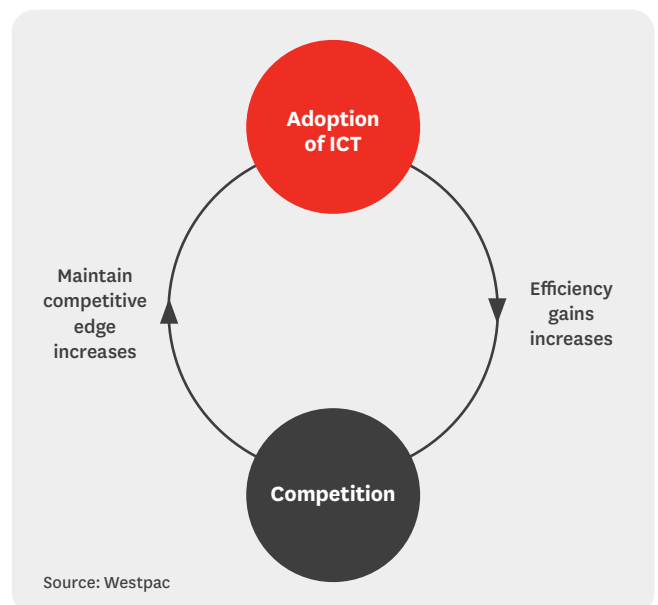 Adoption
of ICT
Maintain
competitive
edge
increases
Efficiency
gains
increases
Competition
Source: Westpac